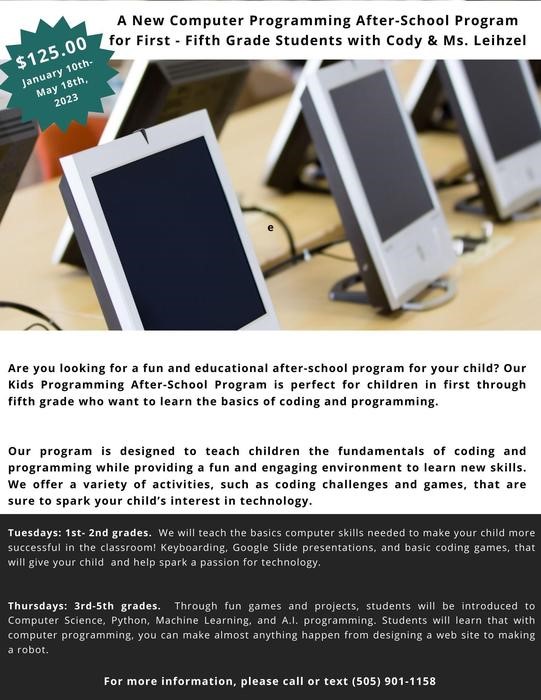 A New Computer Programming After-School Program
for First - Fifth Grade Students with Cody & Ms. Leihzel
$125.00
January 10th-
May 18th,
2023
e
Are you looking for a fun and educational after-school program for your child? Our
Kids Programming After-School Program is perfect for children in first through
fifth grade who want to learn the basics of coding and programming.
Our program is designed to teach children the fundamentals of coding and
programming while providing a fun and engaging environment to learn new skills.
We offer a variety of activities, such as coding challenges and games, that are
sure to spark your child’s interest in technology.
Tuesdays: 1st- 2nd grades. We will teach the basics computer skills needed to make your child more
successful in the classroom! Keyboarding, Google Slide presentations, and basic coding games, that
will give your child and help spark a passion for technology.
Thursdays: 3rd-5th grades. Through fun games and projects, students will be introduced to
Computer Science, Python, Machine Learning, and A.I. programming. Students will learn that with
computer programming, you can make almost anything happen from designing a web site to making
a robot.
For more information, please call or text (505) 901-1158